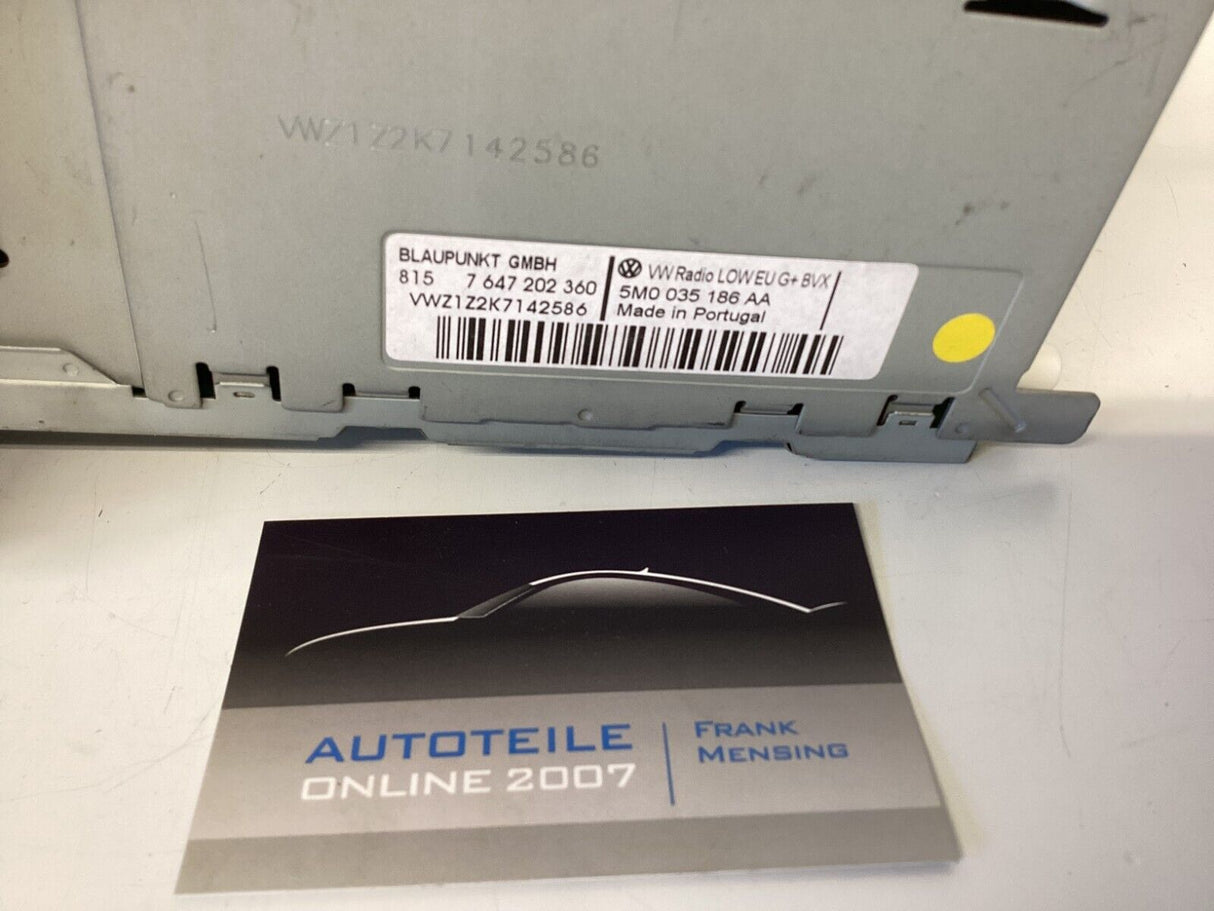 VWZ1Z2K7142586
BLAUPUNKT GMBH
815 7 647 202 360
VWZ1Z2K7142586
VW Radio LOW EU G+ BVX
5M0 035 186 AA
Made in Portugal
AUTOTEILE
ONLINE 2007
FRANK
MENSING